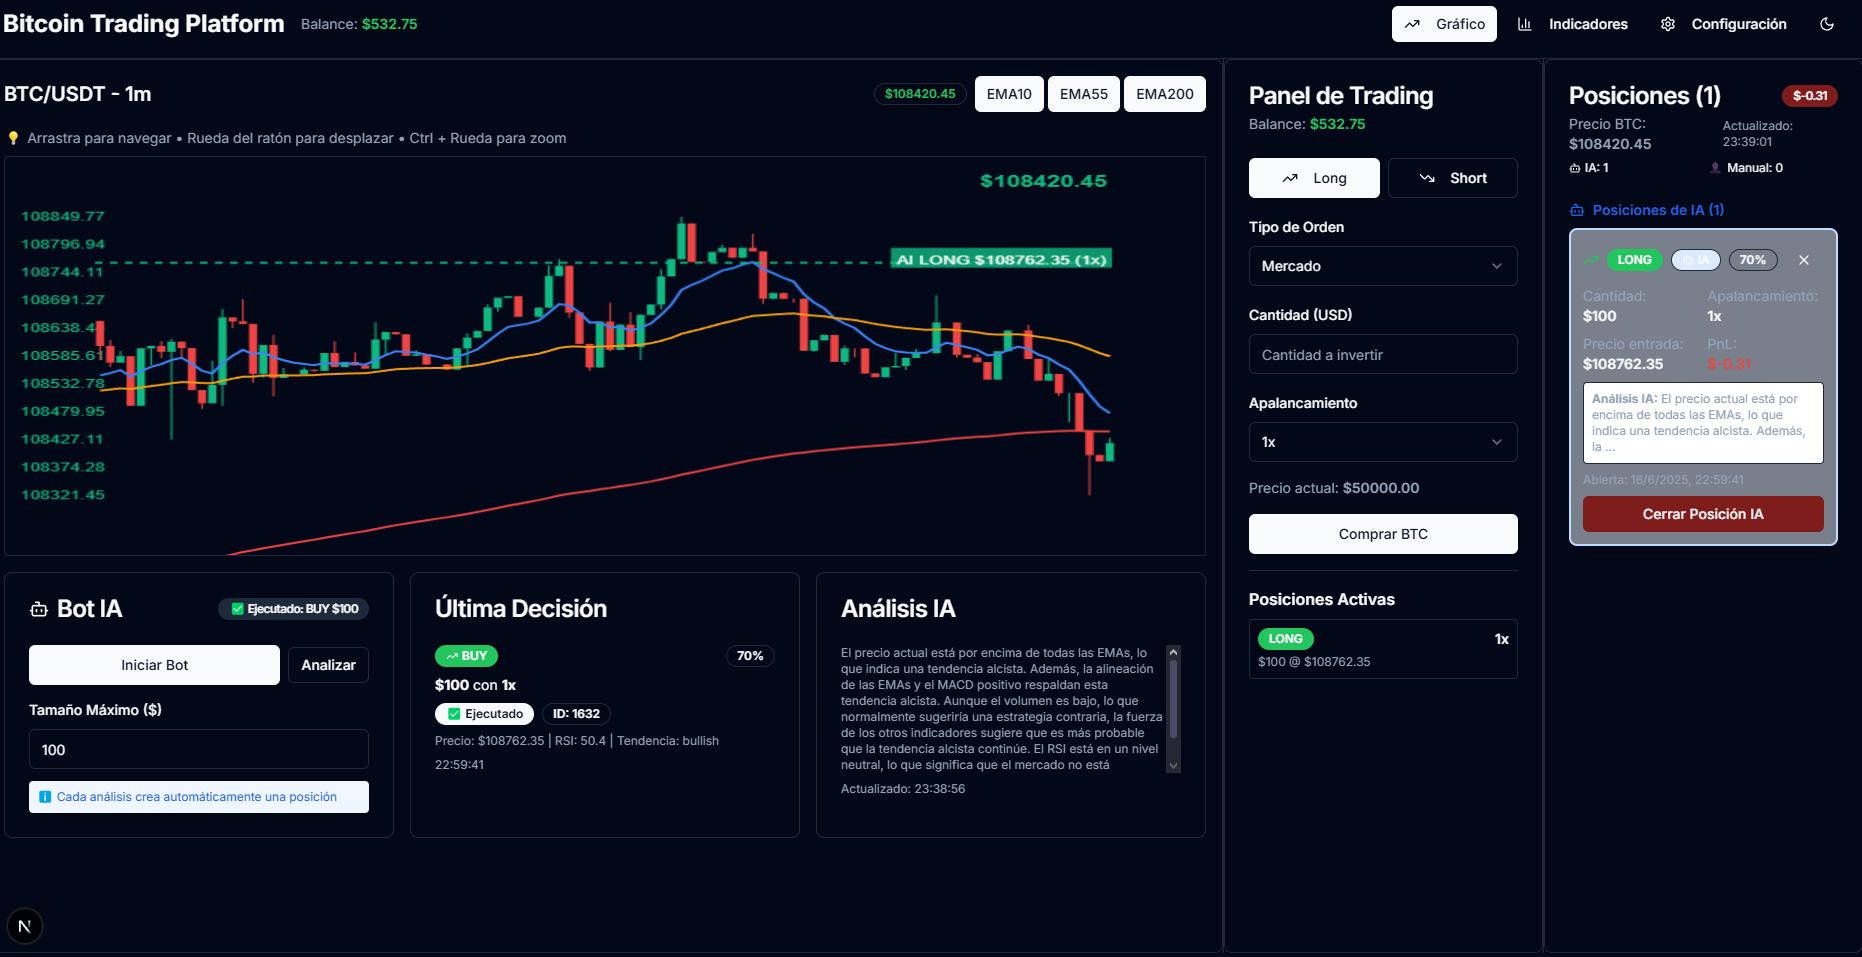 Bitcoin Trading Platform
Balance: $532.75
Gráfico
Indicadores
Configuración
BTC/USDT - 1m
$108420.45
EMA10
EMA55
EMA200
💡 Arrastra para navegar • Rueda del ratón para desplazar • Ctrl + Rueda para zoom
$108420.45
108849.77
108796.94
108744.11
108691.27
108638.44
108585.61
108532.78
108479.95
108427.11
108374.28
108321.45
AI LONG $108762.35 (1x)
Bot IA
✅ Ejecutado: BUY $100
Iniciar Bot
Analizar
Tamaño Máximo ($)
100
ℹ️ Cada análisis crea automáticamente una posición
Última Decisión
BUY
70%
$100 con 1x
✅ Ejecutado
ID: 1632
Precio: $108762.35 | RSI: 50.4 | Tendencia: bullish
22:59:41
Análisis IA
El precio actual está por encima de todas las EMAs, lo
que indica una tendencia alcista. Además, la alineación
de las EMAs y el MACD positivo respaldan esta
tendencia alcista. Aunque el volumen es bajo, lo que
normalmente sugeriría una estrategia contraria, la fuerza
de los otros indicadores sugiere que es más probable
que la tendencia alcista continúe. El RSI está en un nivel
neutral, lo que significa que el mercado no está
Actualizado: 23:38:56
N
Panel de Trading
Balance: $532.75
Long
Short
Tipo de Orden
Mercado
Cantidad (USD)
Cantidad a invertir
Apalancamiento
1x
Precio actual: $50000.00
Comprar BTC
Posiciones Activas
LONG
1x
$100 @ $108762.35
Posiciones (1)
$-0.31
Precio BTC:
$108420.45
Actualizado:
23:39:01
IA: 1
Manual: 0
Posiciones de IA (1)
LONG
IA
70%
Cantidad:
$100
Apalancamiento:
1x
Precio entrada:
$108762.35
PnL:
$-0.31
Análisis IA: El precio actual está por
encima de todas las EMAs, lo que
indica una tendencia alcista. Además,
la ...
Abierta: 16/6/2025, 22:59:41
Cerrar Posición IA